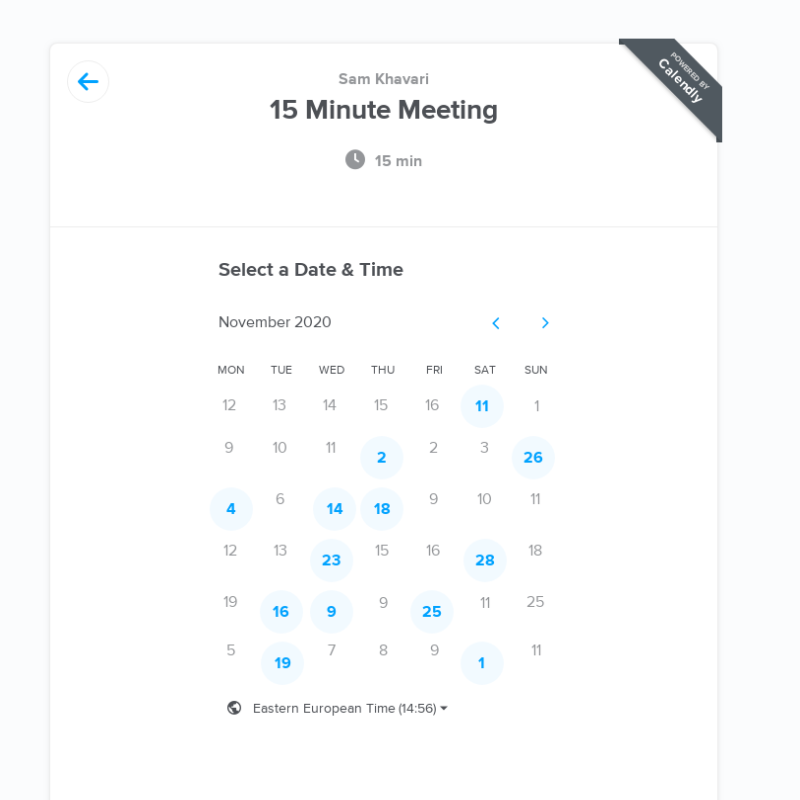 POWERED BY
Calendly
Sam Khavari
15 Minute Meeting
15 min
Select a Date & Time
November 2020
MON TUE WED THU FRI SAT SUN
12 13 14 15 16 11 1
9 10 11 2 2 3 26
4 6 14 18 9 10 11
12 13 23 15 16 28 18
19 16 9 9 25 11 25
5 19 7 8 9 1 11
Eastern European Time (14:56)